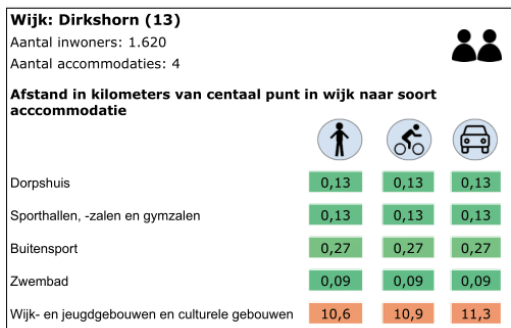 Wijk: Dirkshorn (13)
Aantal inwoners: 1.620
Aantal accommodaties: 4
Afstand in kilometers van centaal punt in wijk naar soort
acccommodatie
Dorpshuis 0,13 0,13 0,13
Sporthallen, -zalen en gymzalen 0,13 0,13 0,13
Buitensport 0,27 0,27 0,27
Zwembad 0,09 0,09 0,09
Wijk- en jeugdgebouwen en culturele gebouwen 10,6 10,9 11,3